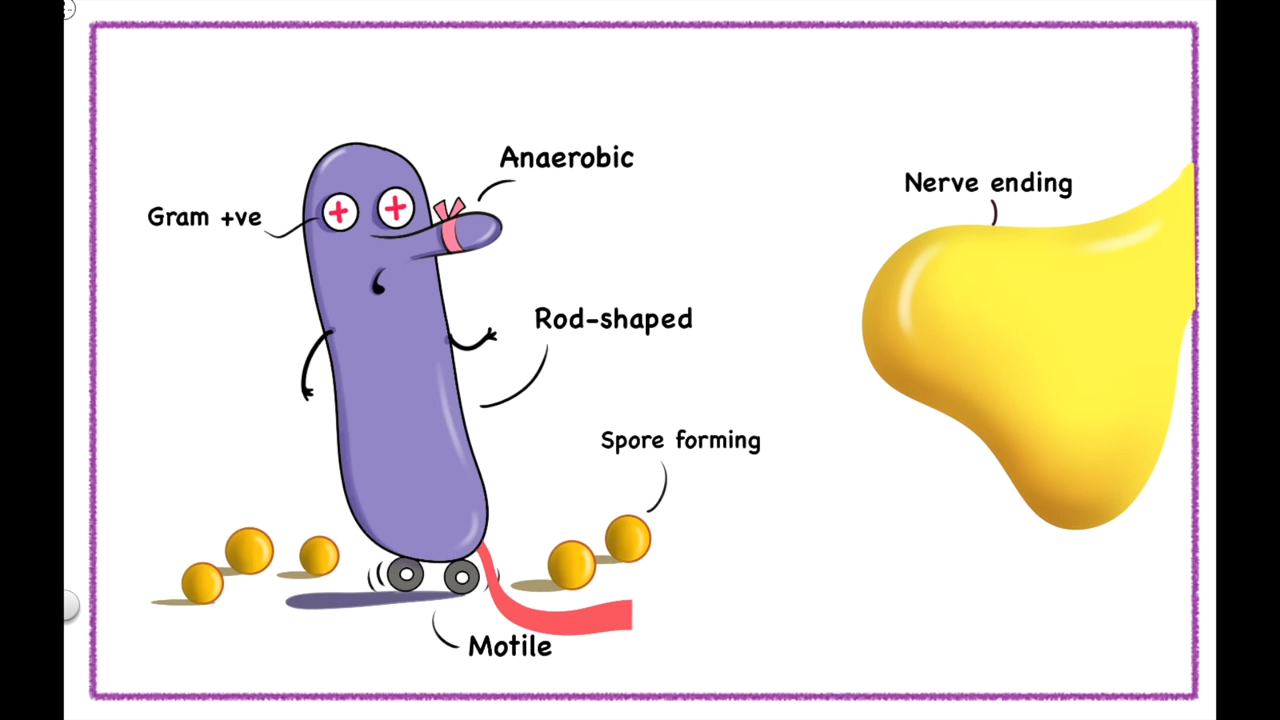 Anaerobic
Nerve ending
Gram +ve
Rod-shaped
Spore forming
Motile